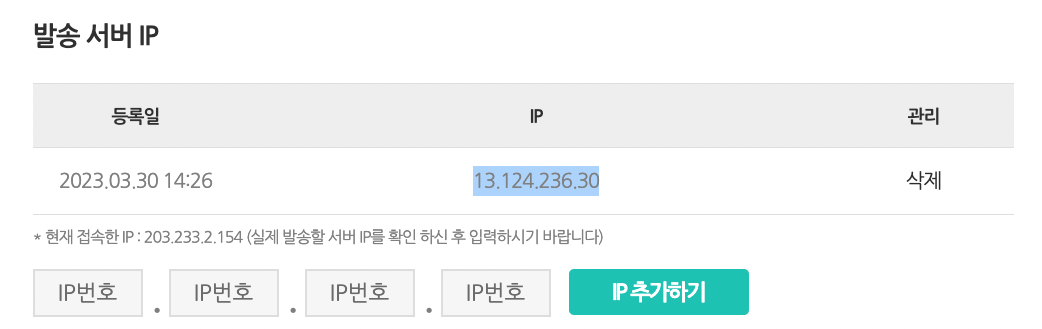 발송 서버 IP
등록일 IP 관리
2023.03.30 14:26 13.124.236.30 삭제
* 현재 접속한 IP : 203.233.2.154 (실제 발송할 서버 IP를 확인 하신 후 입력하시기 바랍니다)
IP번호 . IP번호 . IP번호 . IP번호 IP 추가하기